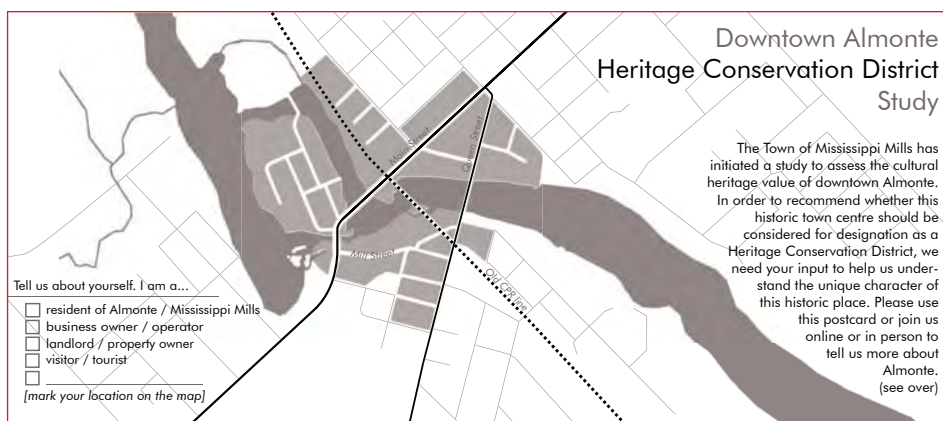 Downtown Almonte
Heritage Conservation District
Study
The Town of Mississippi Mills has
initiated a study to assess the cultural
heritage value of downtown Almonte.
In order to recommend whether this
historic town centre should be
considered for designation as a
Heritage Conservation District, we
need your input to help us under-
stand the unique character of
this historic place. Please use
this postcard or join us
online or in person to
tell us more about
Almonte.
(see over)
Main Street
Queen Street
Mill Street
Old CPR line
Tell us about yourself. I am a...
resident of Almonte / Mississippi Mills
business owner / operator
landlord / property owner
visitor / tourist
[mark your location on the map]